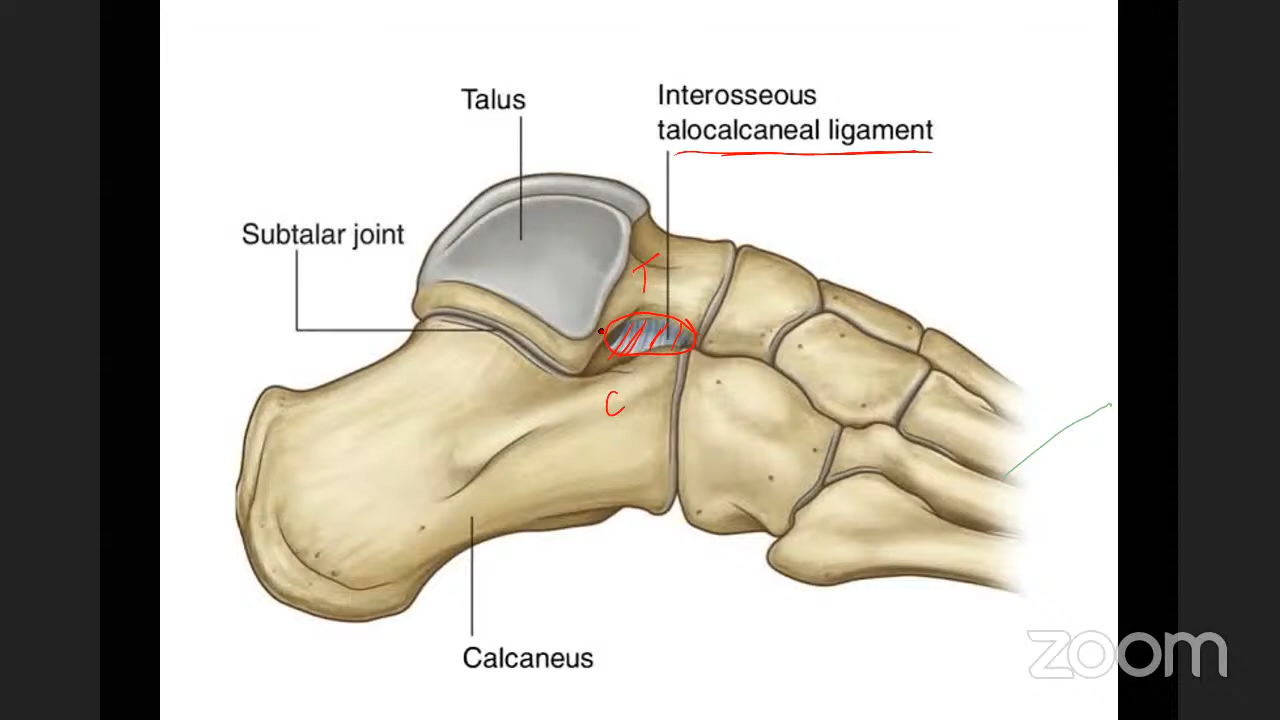 Talus
Interosseous
talocalcaneal ligament
Subtalar joint
T
C
Calcaneus
zoom